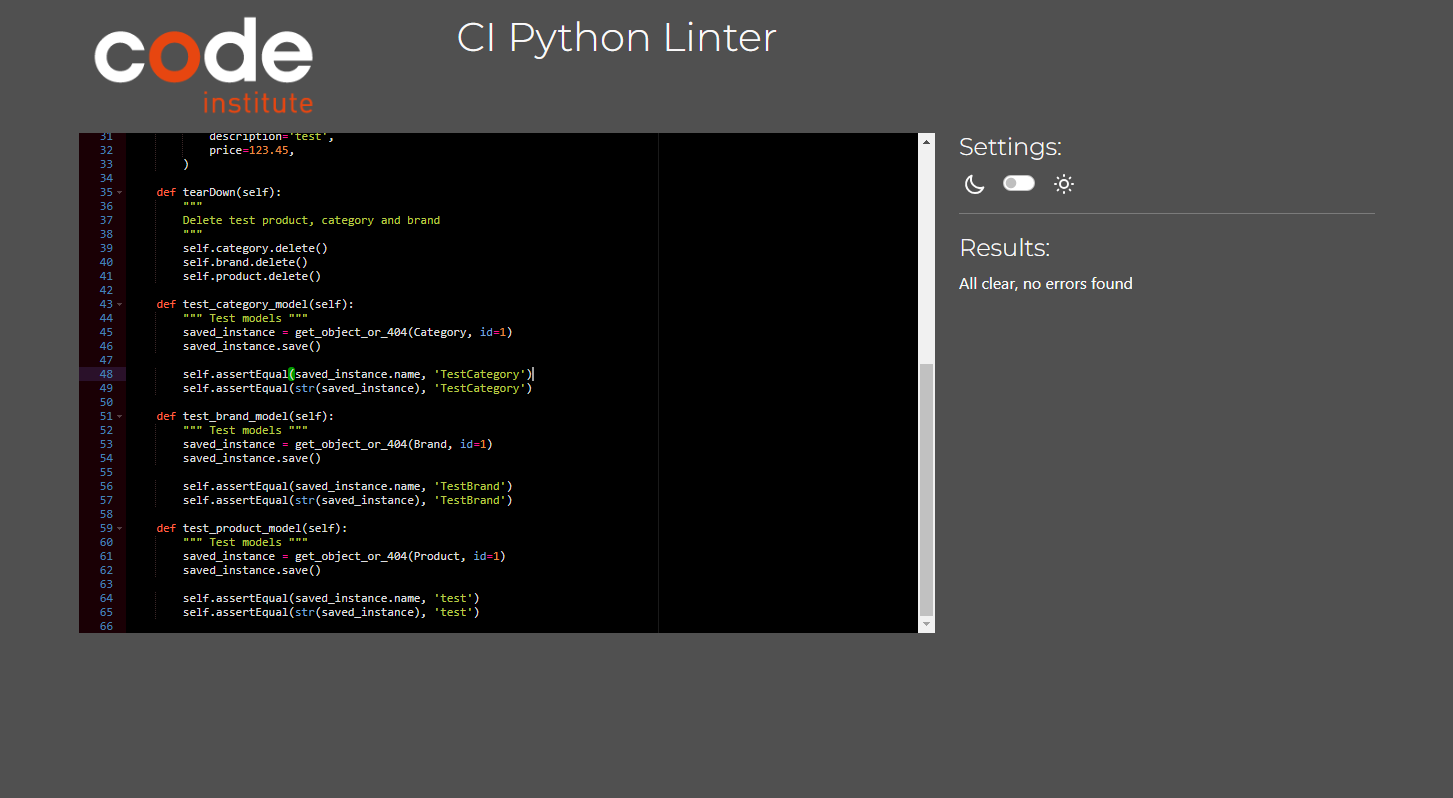 code
institute
CI Python Linter
31 description='test',
32 price=123.45,
33 )
34
35 def tearDown(self):
36 """
37 Delete test product, category and brand
38 """
39 self.category.delete()
40 self.brand.delete()
41 self.product.delete()
42
43 def test_category_model(self):
44 """ Test models """
45 saved_instance = get_object_or_404(Category, id=1)
46 saved_instance.save()
47
48 self.assertEqual(saved_instance.name, 'TestCategory')
49 self.assertEqual(str(saved_instance), 'TestCategory')
50
51 def test_brand_model(self):
52 """ Test models """
53 saved_instance = get_object_or_404(Brand, id=1)
54 saved_instance.save()
55
56 self.assertEqual(saved_instance.name, 'TestBrand')
57 self.assertEqual(str(saved_instance), 'TestBrand')
58
59 def test_product_model(self):
60 """ Test models """
61 saved_instance = get_object_or_404(Product, id=1)
62 saved_instance.save()
63
64 self.assertEqual(saved_instance.name, 'test')
65 self.assertEqual(str(saved_instance), 'test')
66
Settings:
Results:
All clear, no errors found